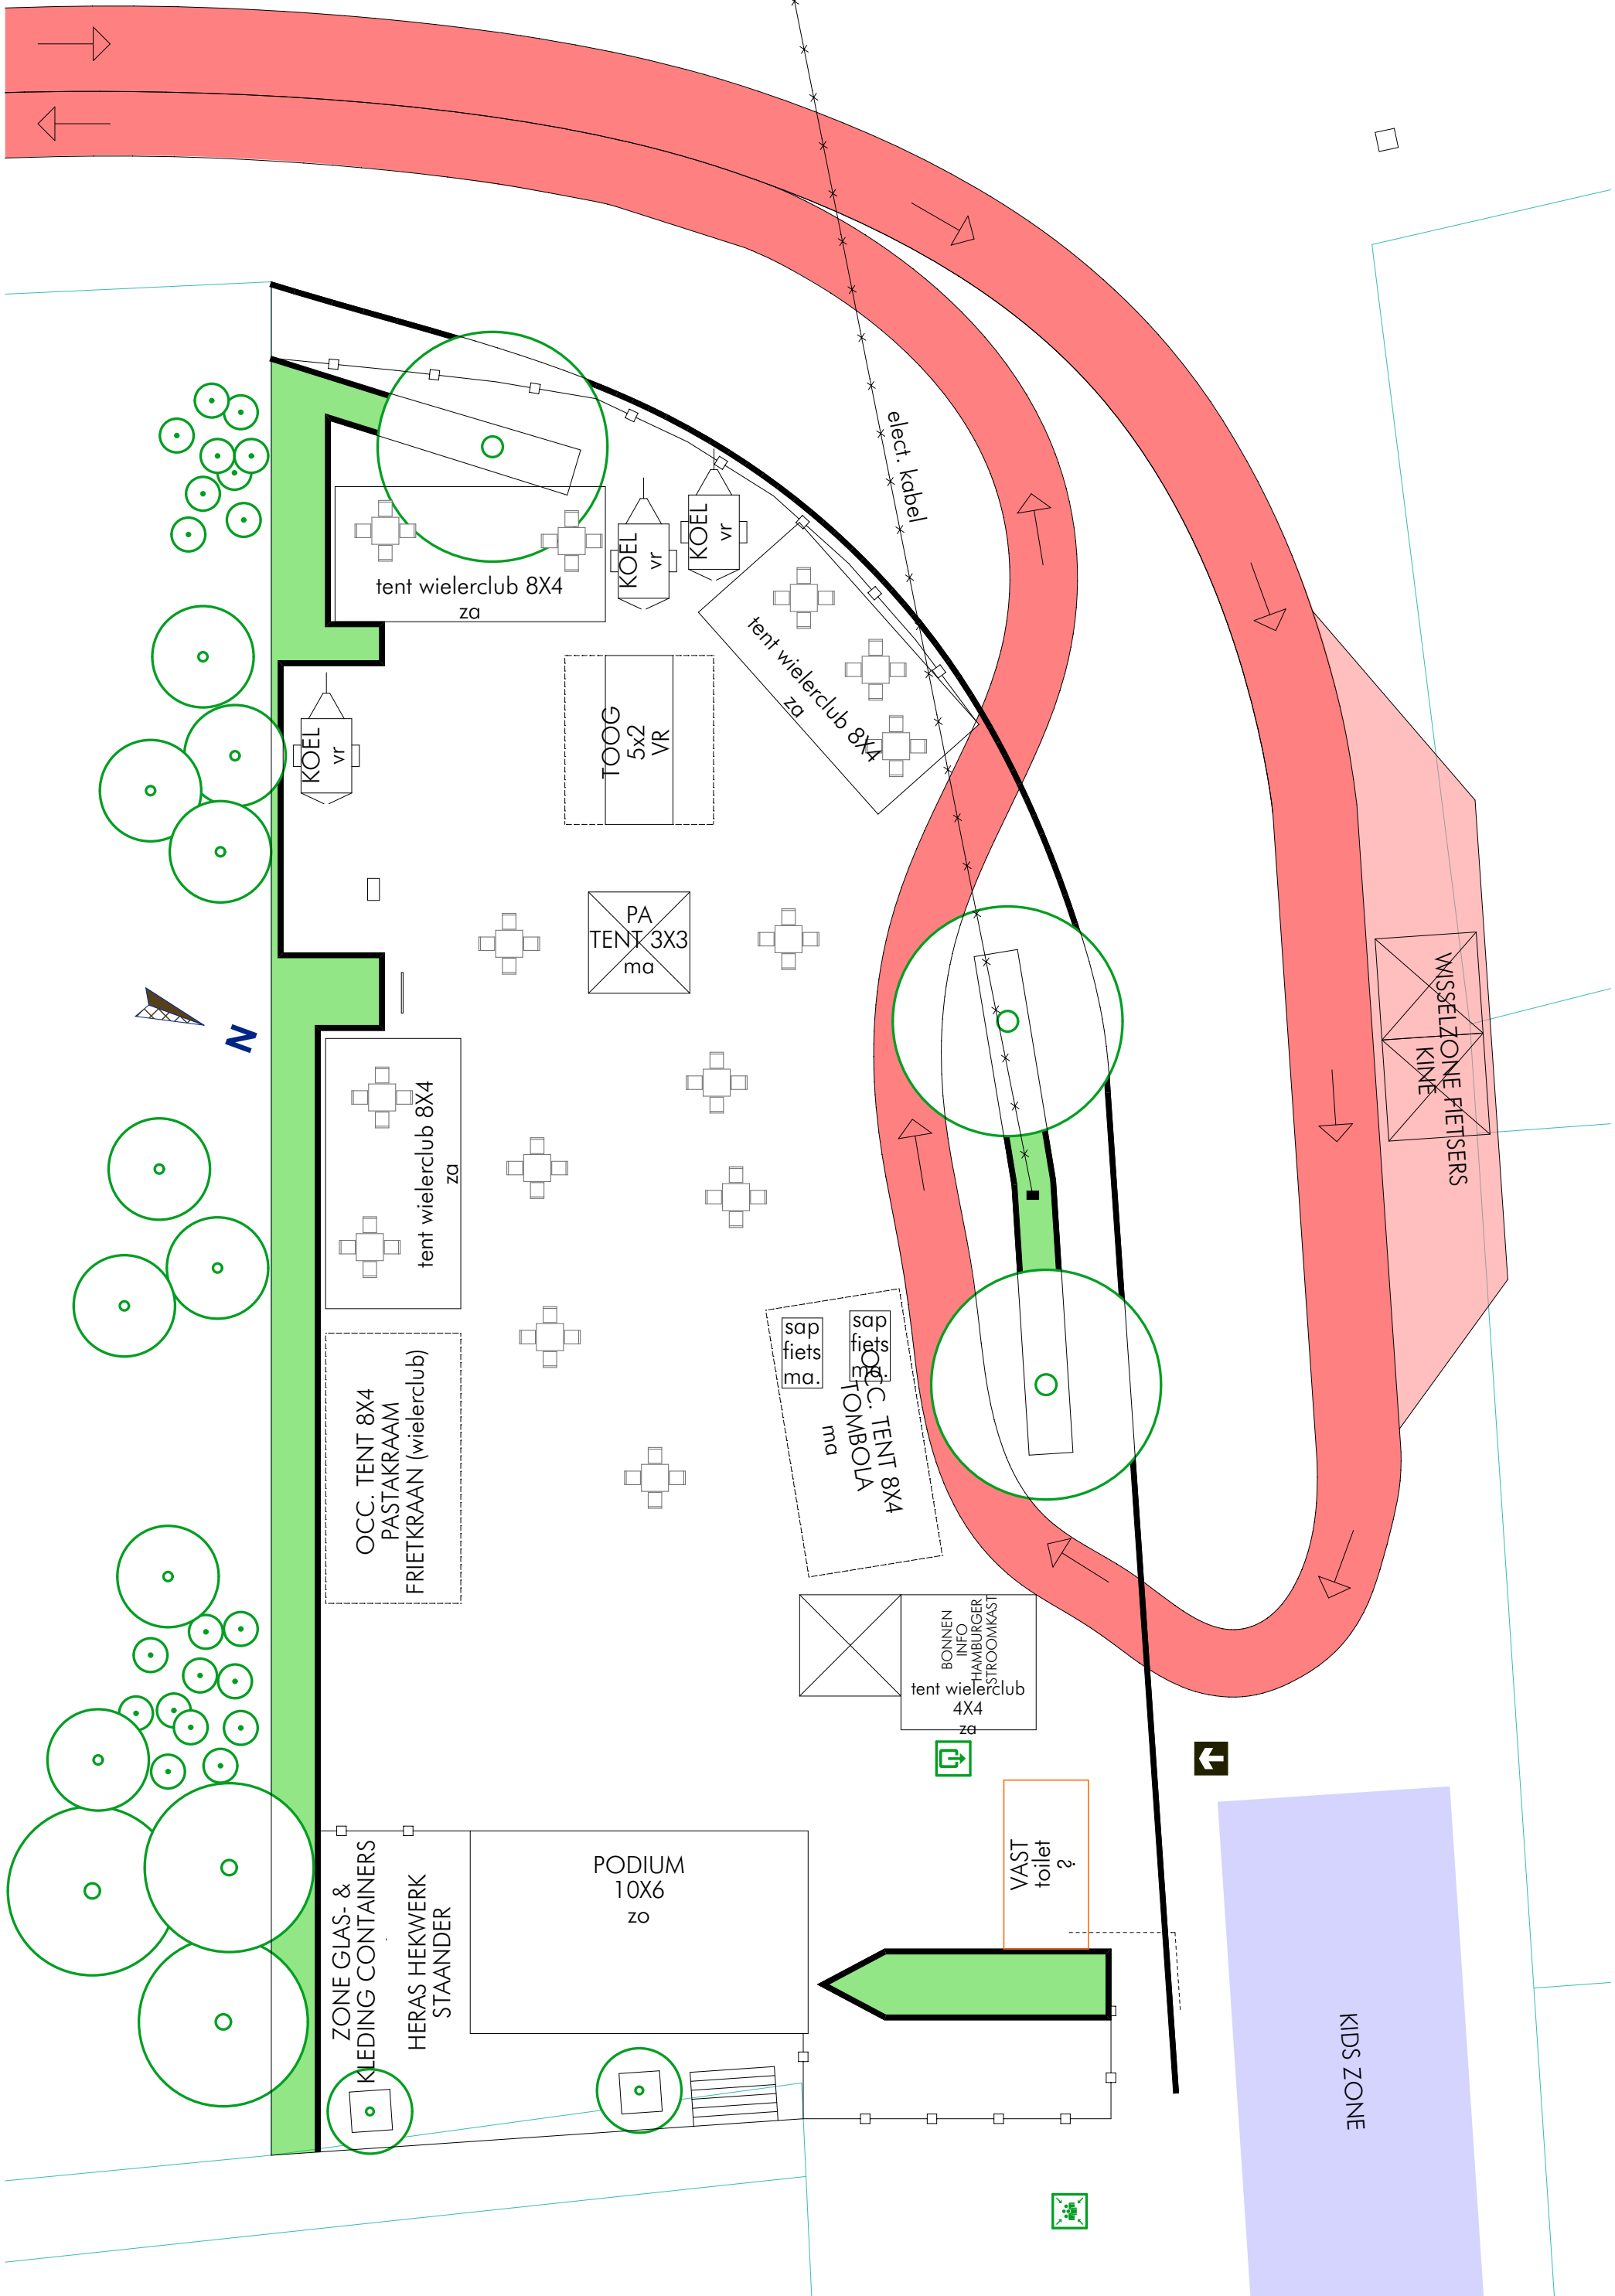 elect. kabel
KOEL
vr
KOEL
vr
tent wielerclub 8X4
za
tent wielerclub 8X4
za
KOEL
vr
TOOG
5x2
VR
PA
TENT 3X3
ma
N
WISSELZONE FIETSERS
KINE
tent wielerclub 8X4
za
sap
fiets
ma.
sap
fiets
ma.
OCC. TENT 8X4
TOMBOLA
ma
OCC. TENT 8X4
PASTAKRAAM
FRIETKRAAN (wielerclub)
BONNEN
INFO
HAMBURGER
STROOMKAST
tent wielerclub
4X4
za
VAST
toilet
?
PODIUM
10X6
zo
ZONE GLAS- &
KLEDING CONTAINERS
HERAS HEKWERK
STAANDER
KIDS ZONE